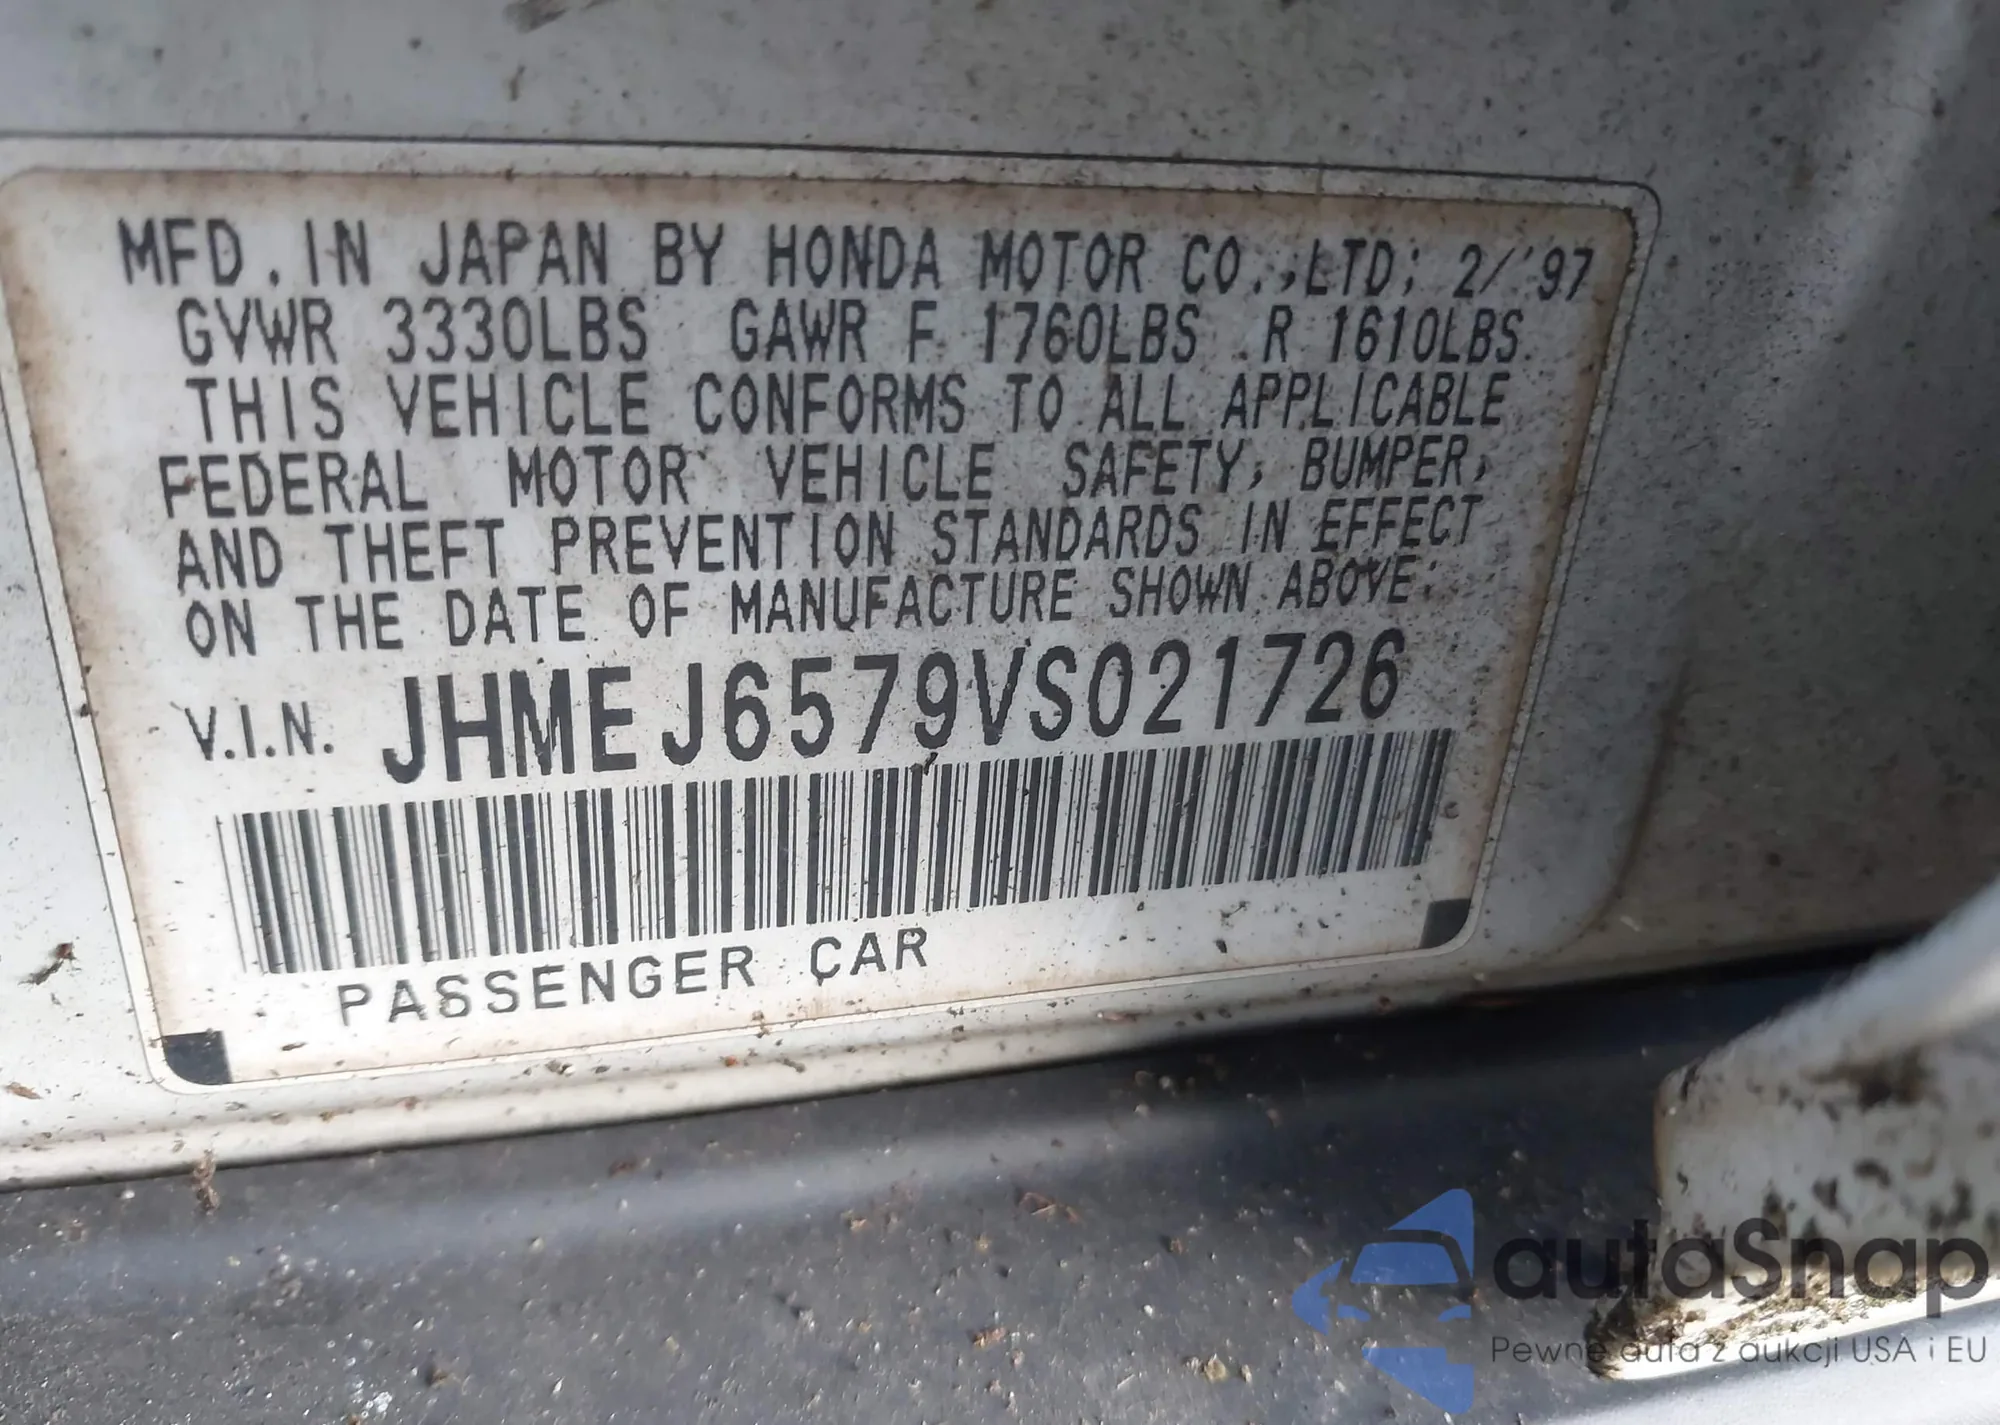 MFD. IN JAPAN BY HONDA MOTOR CO.,LTD; 2/'97
GVWR 3330LBS GAWR F 1760LBS R 1610LBS
THIS VEHICLE CONFORMS TO ALL APPLICABLE
FEDERAL MOTOR VEHICLE SAFETY, BUMPER,
AND THEFT PREVENTION STANDARDS IN EFFECT
ON THE DATE OF MANUFACTURE SHOWN ABOVE.
V.I.N. JHMEJ6579VS021726
PASSENGER CAR
autaSnap
Pewne auta z aukcji USA i EU